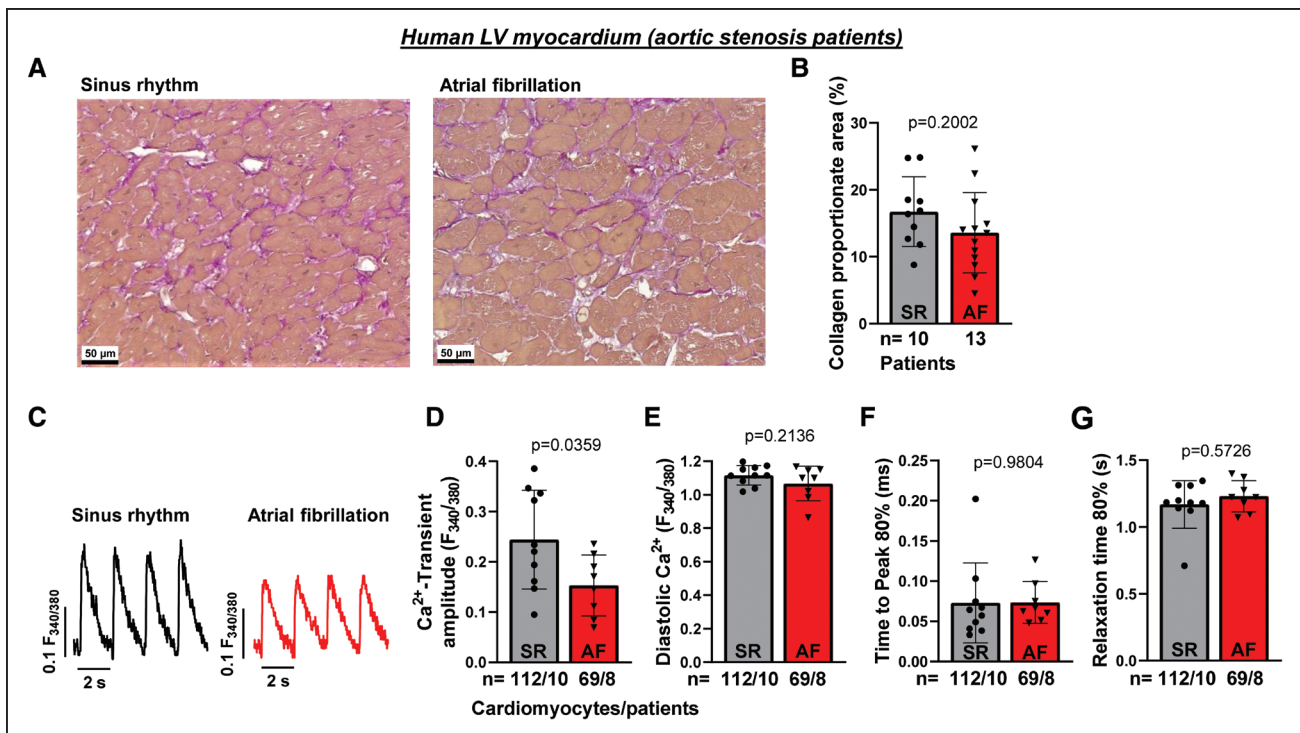 Human LV myocardium (aortic stenosis patients)
A
Sinus rhythm
Atrial fibrillation
50 µm
50 µm
B
Collagen proportionate area (%)
p=0.2002
30
20
10
0
SR
AF
n= 10
13
Patients
C
Sinus rhythm
Atrial fibrillation
0.1 F340/380
2 s
0.1 F340/380
2 s
D
Ca2+-Transient
amplitude (F340/380)
p=0.0359
0.4
0.3
0.2
0.1
0.0
SR
AF
n= 112/10
69/8
Cardiomyocytes/patients
E
Diastolic Ca2+ (F340/380)
p=0.2136
1.2
1.0
0.8
0.6
0.4
0.2
0.0
SR
AF
n= 112/10
69/8
F
Time to Peak 80% (ms)
p=0.9804
0.25
0.20
0.15
0.10
0.05
0.00
SR
AF
n= 112/10
69/8
G
Relaxation time 80% (s)
p=0.5726
1.5
1.0
0.5
0.0
SR
AF
n= 112/10
69/8